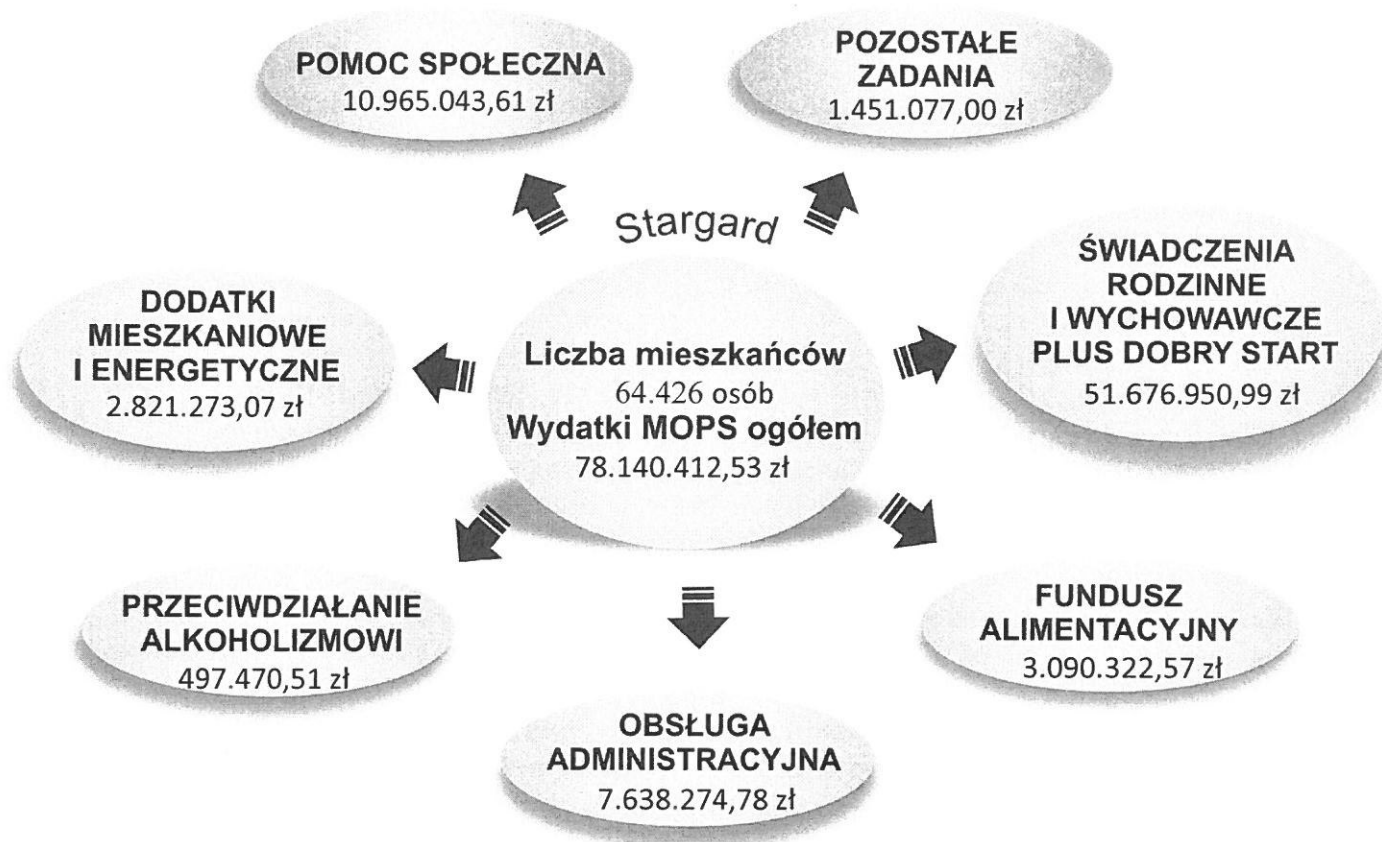 POMOC SPOŁECZNA
10.965.043,61 zł
POZOSTAŁE
ZADANIA
1.451.077,00 zł
Stargard
DODATKI
MIESZKANIOWE
I ENERGETYCZNE
2.821.273,07 zł
Liczba mieszkańców
64.426 osób
Wydatki MOPS ogółem
78.140.412,53 zł
ŚWIADCZENIA
RODZINNE
I WYCHOWAWCZE
PLUS DOBRY START
51.676.950,99 zł
PRZECIWDZIAŁANIE
ALKOHOLIZMOWI
497.470,51 zł
OBSŁUGA
ADMINISTRACYJNA
7.638.274,78 zł
FUNDUSZ
ALIMENTACYJNY
3.090.322,57 zł